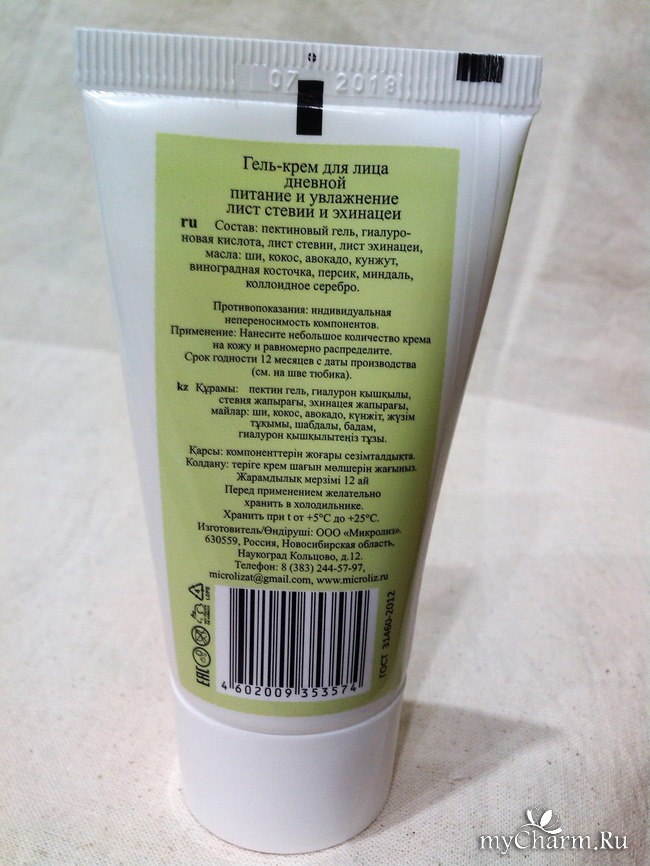 07 2018
Гель-крем для лица
дневной
питание и увлажнение
лист стевии и эхинацеи
ru Состав: пектиновый гель, гиалуро-
новая кислота, лист стевии, лист эхинацеи,
масла: ши, кокос, авокадо, кунжут,
виноградная косточка, персик, миндаль,
коллоидное серебро.
Противопоказания: индивидуальная
непереносимость компонентов.
Применение: Нанесите небольшое количество крема
на кожу и равномерно распределите.
Срок годности 12 месяцев с даты производства
(см. на шве тюбика).
kz Құрамы: пектин гель, гиалурон қышқылы,
стевия жапырағы, эхинацея жапырағы,
майлар: ши, кокос, авокадо, күнжіт, жүзім
тұқымы, шабдалы, бадам,
гиалурон қышқылытеңіз тұзы.
Қарсы: компоненттерін жоғары сезімталдықта.
Колдану: теріге крем шағын мөлшерін жағыңыз.
Жарамдылық мерзімі 12 ай
Перед применением желательно
хранить в холодильнике.
Хранить при t от +5°C до +25°C.
Изготовитель/Өндіруші: ООО «Микролиз».
630559, Россия, Новосибирская область,
Наукоград Кольцово, д.12.
Телефон: 8 (383) 244-57-97,
microlizat@gmail.com, www.microliz.ru
EAC
LDPE
4 602009 353574
ГОСТ 31460-2012
myCharm.Ru